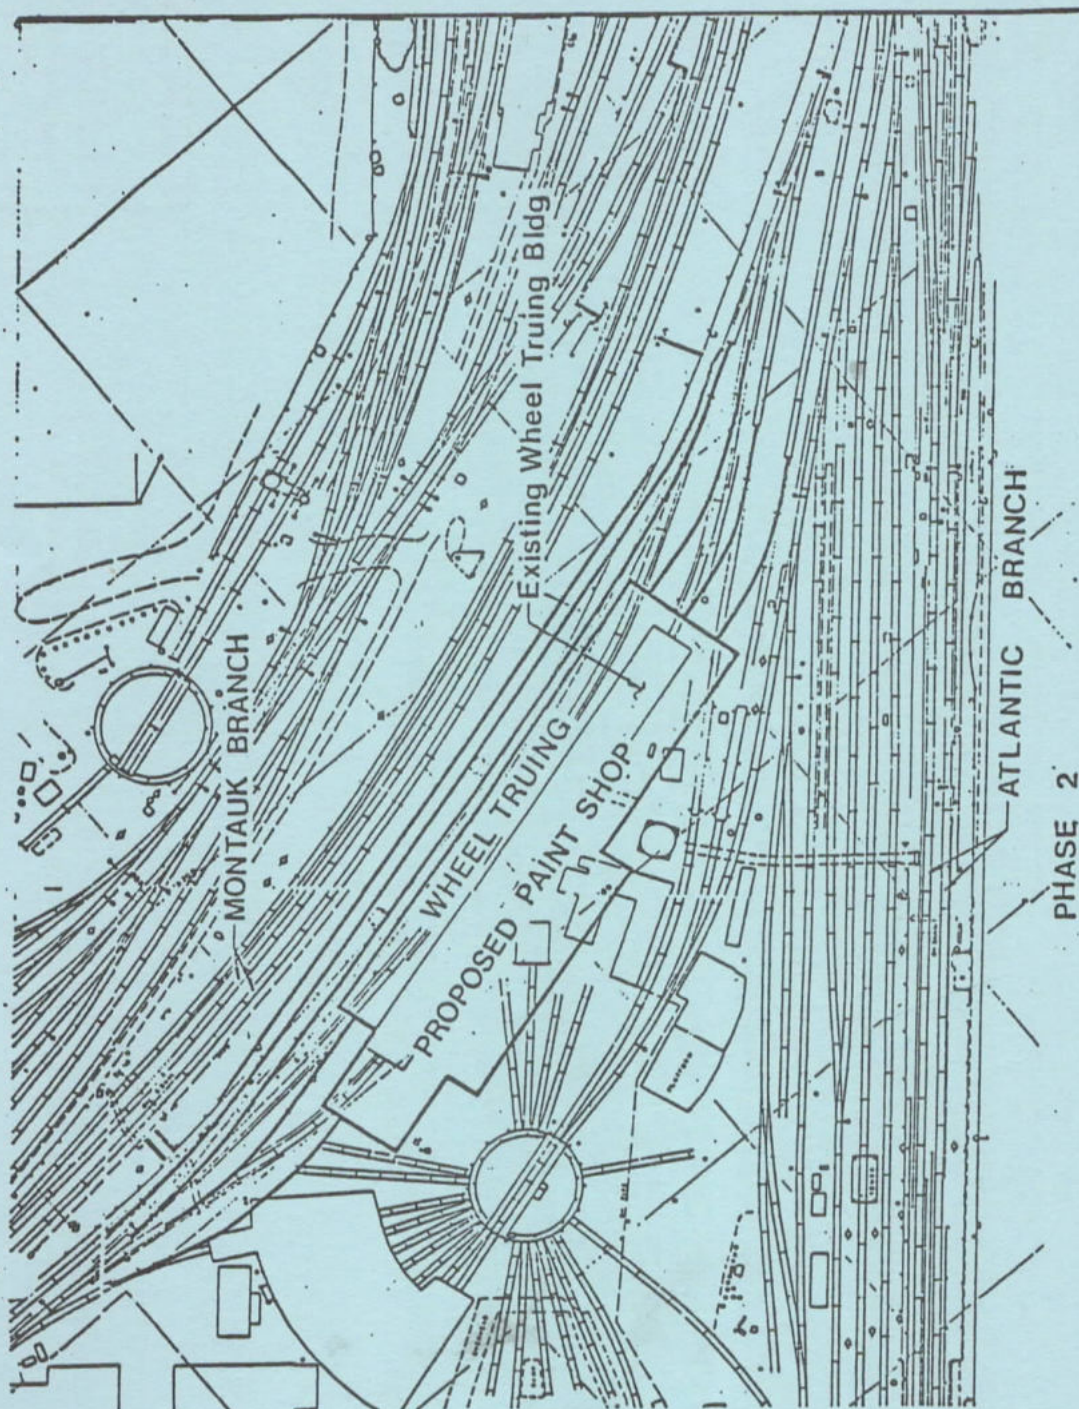 Existing Wheel Truing Bldg
MONTAUK BRANCH
WHEEL TRUING
PROPOSED PAINT SHOP
ATLANTIC BRANCH
PHASE 2